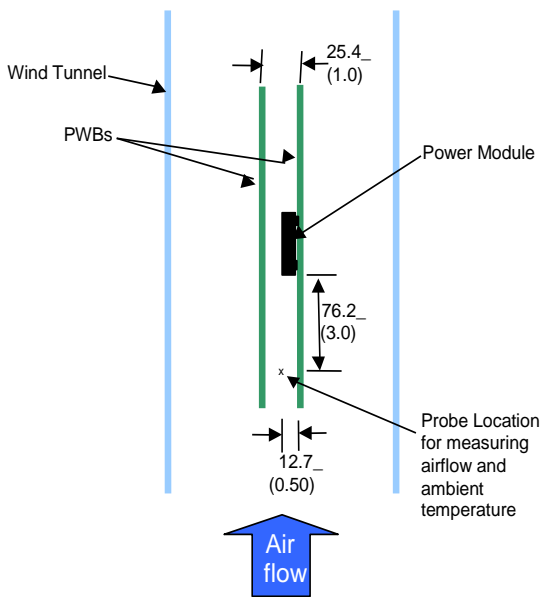 25.4_
(1.0)
Wind Tunnel
PWBs
Power Module
76.2_
(3.0)
x
Probe Location
for measuring
airflow and
ambient
temperature
12.7_
(0.50)
Air
flow